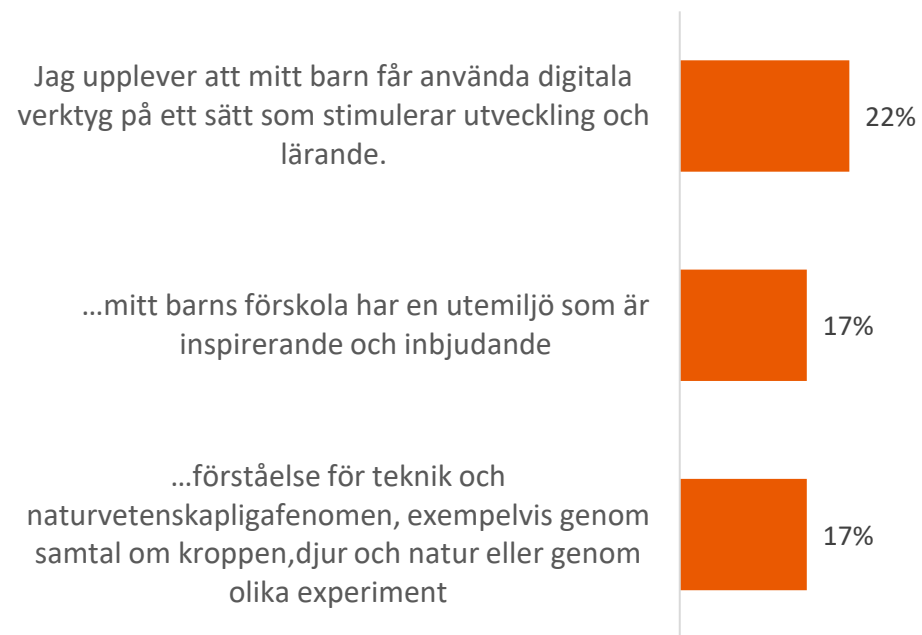 Jag upplever att mitt barn får använda digitala
verktyg på ett sätt som stimulerar utveckling och
lärande.
22%
…mitt barns förskola har en utemiljö som är
inspirerande och inbjudande
17%
…förståelse för teknik och
naturvetenskapligafenomen, exempelvis genom
samtal om kroppen,djur och natur eller genom
olika experiment
17%